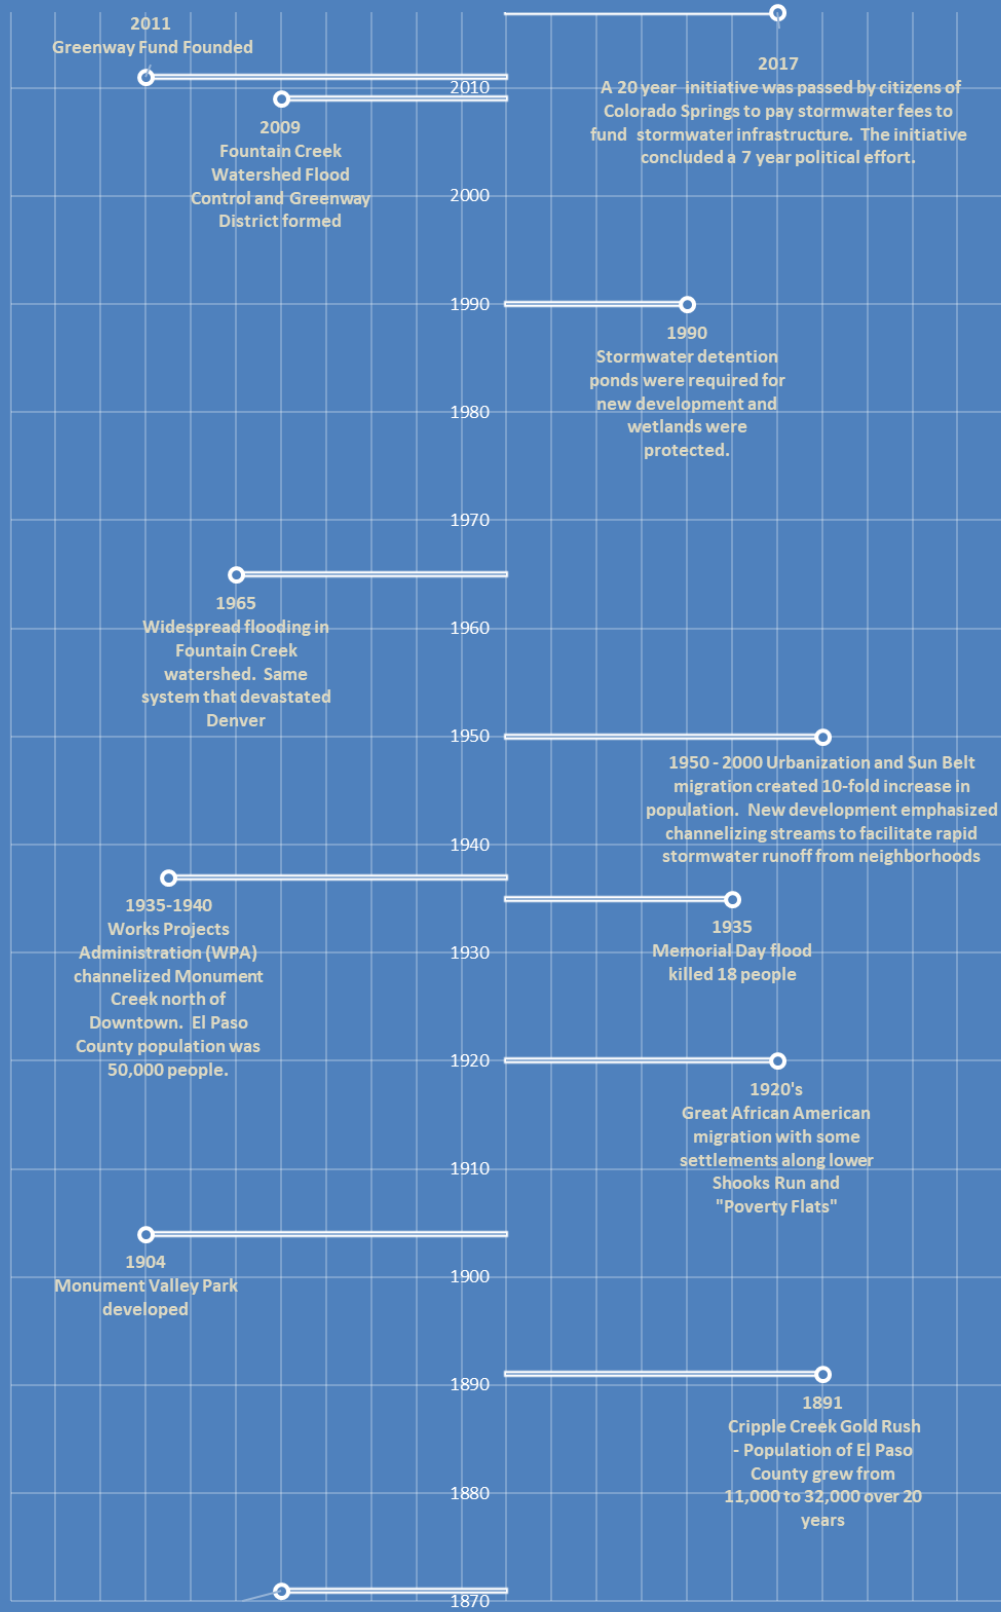 2011
Greenway Fund Founded
2017
A 20 year  initiative was passed by citizens of
Colorado Springs to pay stormwater fees to
fund  stormwater infrastructure.  The initiative
concluded a 7 year political effort.
2010
2009
Fountain Creek
Watershed Flood
Control and Greenway
District formed
2000
1990
1990
Stormwater detention
ponds were required for
new development and
wetlands were
protected.
1980
1970
1965
Widespread flooding in
Fountain Creek
watershed.  Same
system that devastated
Denver
1960
1950
1950 - 2000 Urbanization and Sun Belt
migration created 10-fold increase in
population.  New development emphasized
channelizing streams to facilitate rapid
stormwater runoff from neighborhoods
1940
1935-1940
Works Projects
Administration (WPA)
channelized Monument
Creek north of
Downtown.  El Paso
County population was
50,000 people.
1935
Memorial Day flood
killed 18 people
1930
1920
1920's
Great African American
migration with some
settlements along lower
Shooks Run and
"Poverty Flats"
1910
1904
Monument Valley Park
developed
1900
1890
1891
Cripple Creek Gold Rush
- Population of El Paso
County grew from
11,000 to 32,000 over 20
years
1880
1870